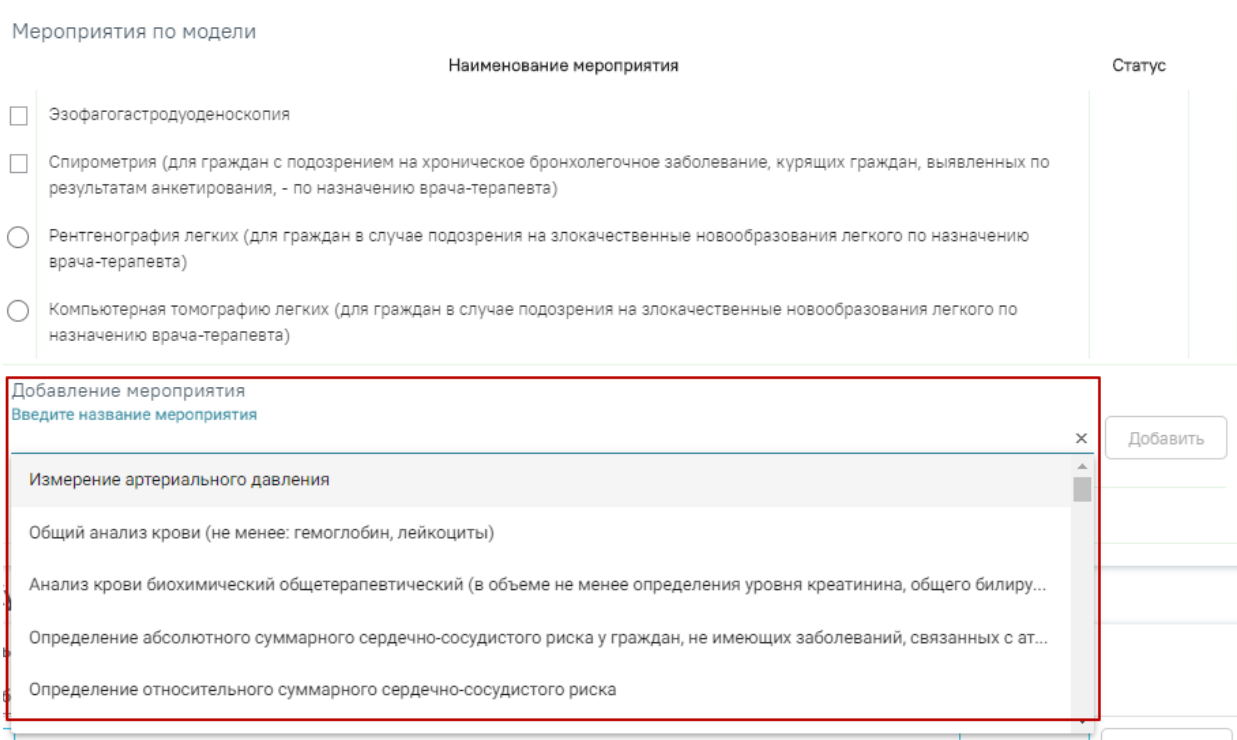 Мероприятия по модели
Наименование мероприятия Статус
Эзофагогастродуоденоскопия
Спирометрия (для граждан с подозрением на хроническое бронхолегочное заболевание, курящих граждан, выявленных по
результатам анкетирования, - по назначению врача-терапевта)
Рентгенография легких (для граждан в случае подозрения на злокачественные новообразования легкого по назначению
врача-терапевта)
Компьютерная томографию легких (для граждан в случае подозрения на злокачественные новообразования легкого по
назначению врача-терапевта)
Добавление мероприятия
Введите название мероприятия
Добавить
Измерение артериального давления
Общий анализ крови (не менее: гемоглобин, лейкоциты)
Анализ крови биохимический общетерапевтический (в объеме не менее определения уровня креатинина, общего билиру...
Определение абсолютного суммарного сердечно-сосудистого риска у граждан, не имеющих заболеваний, связанных с ат...
Определение относительного суммарного сердечно-сосудистого риска